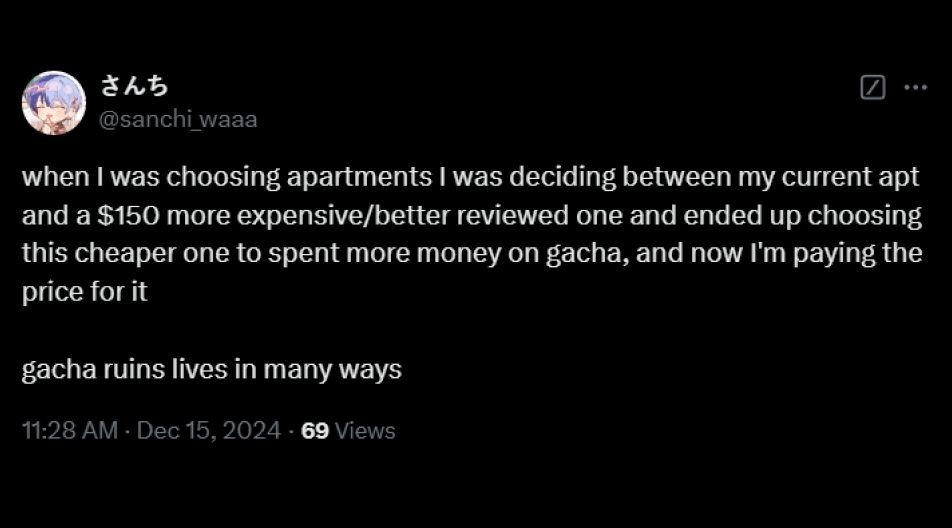 さんち
@sanchi_waaa
when I was choosing apartments I was deciding between my current apt
and a $150 more expensive/better reviewed one and ended up choosing
this cheaper one to spent more money on gacha, and now I'm paying the
price for it
gacha ruins lives in many ways
11:28 AM · Dec 15, 2024 · 69 Views